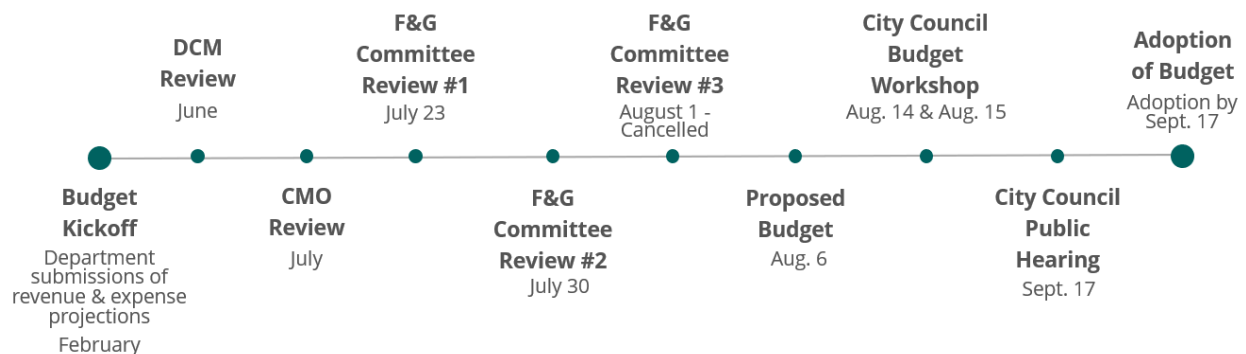 Budget
Kickoff
Department
submissions of
revenue & expense
projections
February
DCM
Review
June
CMO
Review
July
F&G
Committee
Review #1
July 23
F&G
Committee
Review #2
July 30
F&G
Committee
Review #3
August 1 -
Cancelled
Proposed
Budget
Aug. 6
City Council
Budget
Workshop
Aug. 14 & Aug. 15
City Council
Public
Hearing
Sept. 17
Adoption
of Budget
Adoption by
Sept. 17